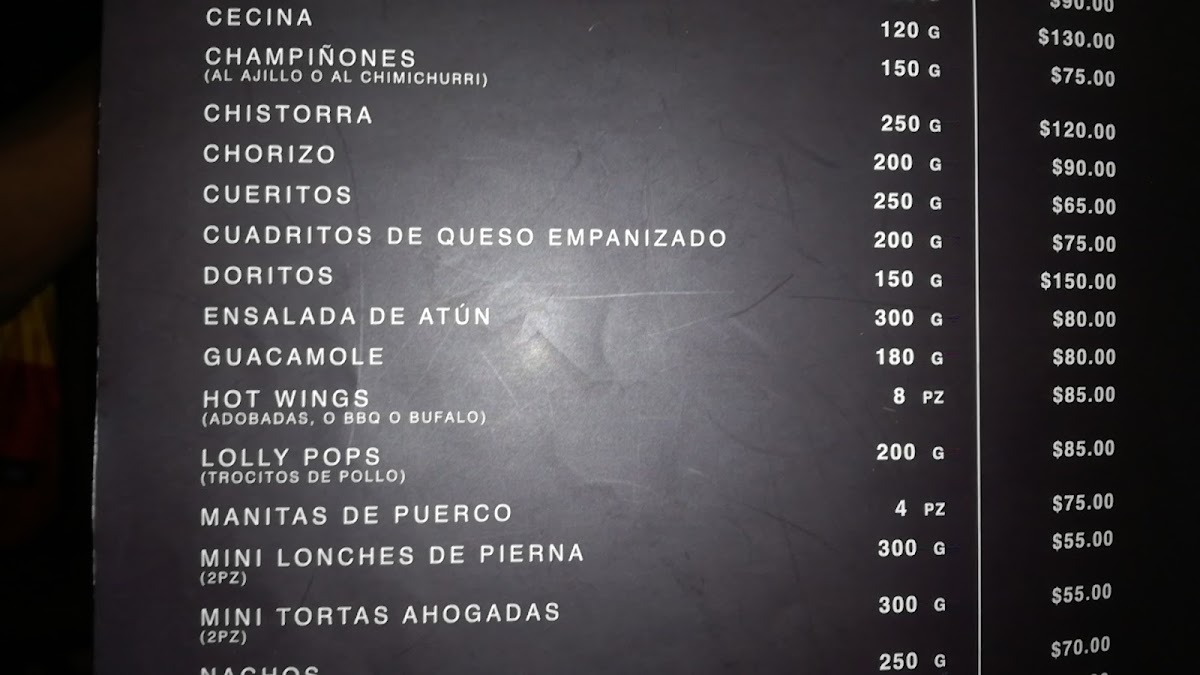 $90.00
CECINA 120 G $130.00
CHAMPIÑONES 150 G $75.00
(AL AJILLO O AL CHIMICHURRI)
CHISTORRA 250 G $120.00
CHORIZO 200 G $90.00
CUERITOS 250 G $65.00
CUADRITOS DE QUESO EMPANIZADO 200 G $75.00
DORITOS 150 G $150.00
ENSALADA DE ATÚN 300 G $80.00
GUACAMOLE 180 G $80.00
HOT WINGS 8 PZ $85.00
(ADOBADAS, O BBQ O BUFALO)
LOLLY POPS 200 G $85.00
(TROCITOS DE POLLO)
MANITAS DE PUERCO 4 PZ $75.00
MINI LONCHES DE PIERNA 300 G $55.00
(2PZ)
MINI TORTAS AHOGADAS 300 G $55.00
(2PZ)
NACHOS 250 G $70.00